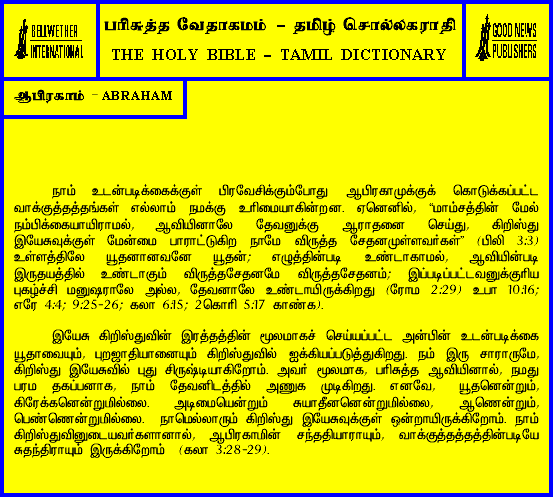 BELLWETHER
INTERNATIONAL
பரிசுத்த வேதாகமம் - தமிழ் சொல்லகராதி
THE HOLY BIBLE - TAMIL DICTIONARY
GOOD NEWS
PUBLISHERS
ஆபிரகாம் - ABRAHAM
நாம் உடன்படிக்கைக்குள் பிரவேசிக்கும்போது ஆபிரகாமுக்குக் கொடுக்கப்பட்ட
வாக்குத்தத்தங்கள் எல்லாம் நமக்கு உரிமையாகின்றன. ஏனெனில், "மாம்சத்தின் மேல்
நம்பிக்கையாயிராமல், ஆவியினாலே தேவனுக்கு ஆராதனை செய்து, கிறிஸ்து
இயேசுவுக்குள் மேன்மை பாராட்டுகிற நாமே விருத்த சேதனமுள்ளவர்கள்" (பிலி 3:3)
உள்ளத்திலே யூதனானவனே யூதன்; எழுத்தின்படி உண்டாகாமல், ஆவியின்படி
இருதயத்தில் உண்டாகும் விருத்தசேதனமே விருத்தசேதனம்; இப்படிப்பட்டவனுக்குரிய
புகழ்ச்சி மனுஷராலே அல்ல, தேவனாலே உண்டாயிருக்கிறது (ரோம 2:29) உபா 10:16;
எரே 4:4; 9:25-26; கலா 6:15; 2கொரி 5:17 காண்க).
இயேசு கிறிஸ்துவின் இரத்தத்தின் மூலமாகச் செய்யப்பட்ட அன்பின் உடன்படிக்கை
யூதாவையும், புறஜாதியானையும் கிறிஸ்துவில் ஐக்கியப்படுத்துகிறது. நம் இரு சாராருமே,
கிறிஸ்து இயேசுவில் புது சிருஷ்டியாகிறோம். அவர் மூலமாக, பரிசுத்த ஆவியினால், நமது
பரம தகப்பனாக, நாம் தேவனிடத்தில் அணுக முடிகிறது. எனவே, யூதனென்றும்,
கிரேக்கனென்றுமில்லை. அடிமையென்றும் சுயாதீனனென்றுமில்லை, ஆணென்றும்,
பெண்ணென்றுமில்லை. நாமெல்லாரும் கிறிஸ்து இயேசுவுக்குள் ஒன்றாயிருக்கிறோம். நாம்
கிறிஸ்துவினுடையவர்களானால், ஆபிரகாமின் சந்ததியாராயும், வாக்குத்தத்தத்தின்படியே
சுதந்திராயும் இருக்கிறோம் (கலா 3:28-29).